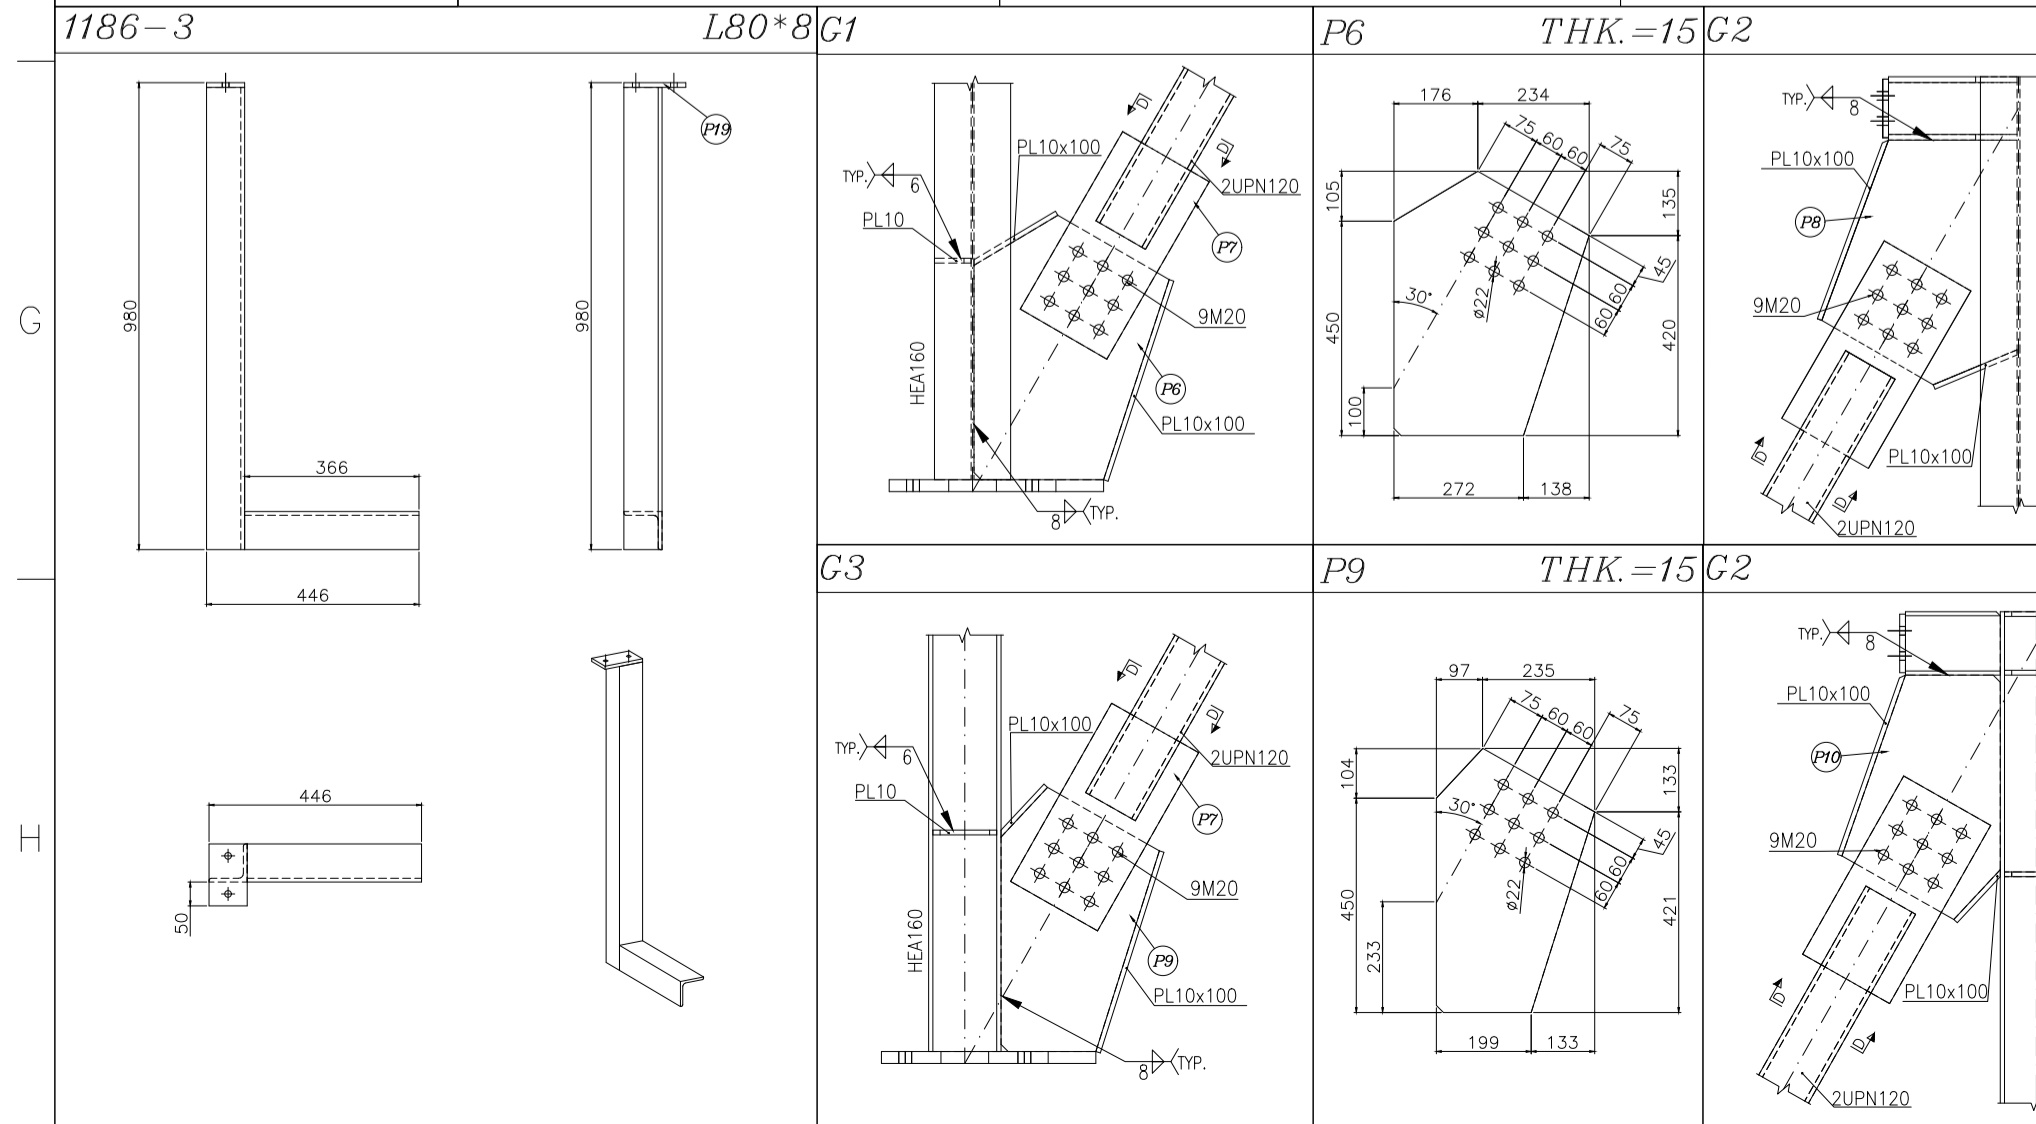 1186-3 L80*8
980
980
P19
366
446
446
50
G
H
G1
TYP. 6
PL10
PL10x100
2UPN120
P7
9M20
HEA160
P6
PL10x100
8 TYP.
D
D
P6 THK.=15
176 234
75 60 60 75
105
135
450
30°
ø22
45
60
60
420
100
272 138
G2
TYP. 8
PL10x100
P8
9M20
PL10x100
D
D
2UPN120
G3
TYP. 6
PL10
PL10x100
2UPN120
P7
9M20
HEA160
P9
PL10x100
8 TYP.
D
D
P9 THK.=15
97 235
75 60 60 75
104
133
30°
ø22
45
60
60
450
421
233
199 133
G2
TYP. 8
PL10x100
P10
9M20
PL10x100
D
D
2UPN120